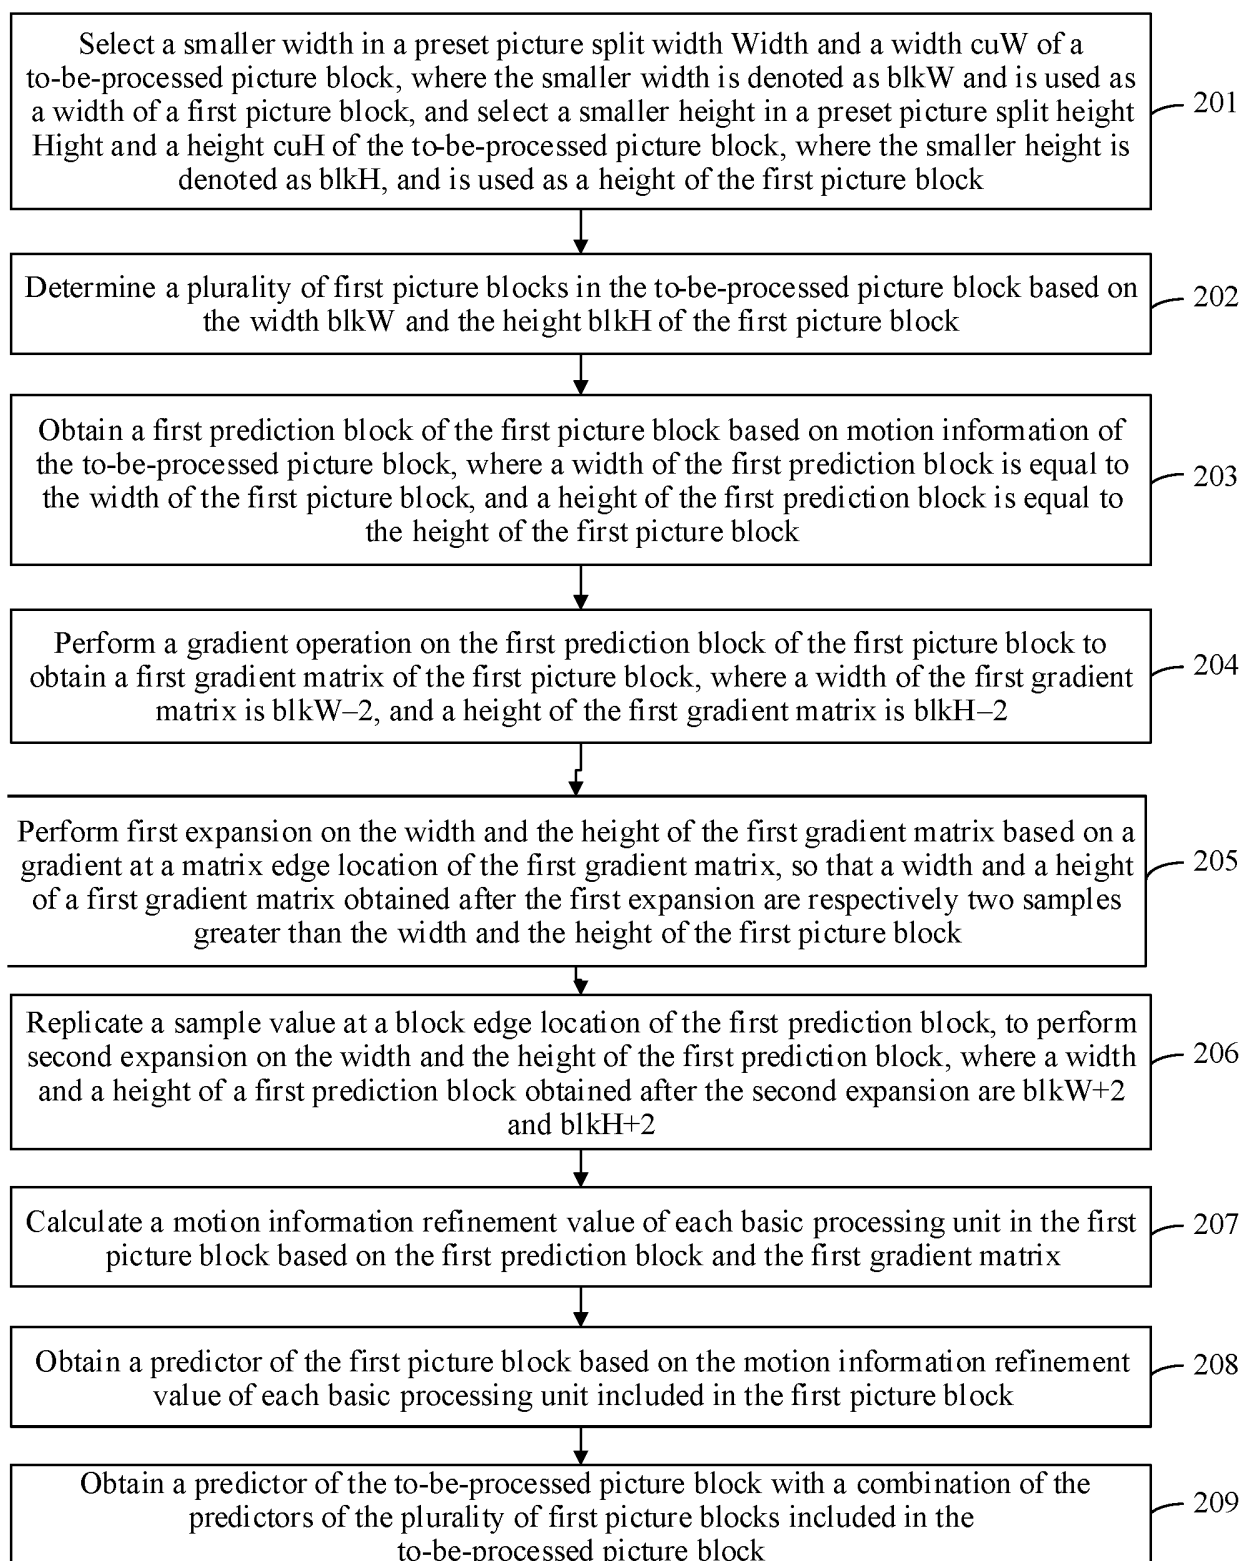 Select a smaller width in a preset picture split width Width and a width cuW of a
to-be-processed picture block, where the smaller width is denoted as blkW and is used as
a width of a first picture block, and select a smaller height in a preset picture split height
Hight and a height cuH of the to-be-processed picture block, where the smaller height is
denoted as blkH, and is used as a height of the first picture block
201
Determine a plurality of first picture blocks in the to-be-processed picture block based on
the width blkW and the height blkH of the first picture block
202
Obtain a first prediction block of the first picture block based on motion information of
the to-be-processed picture block, where a width of the first prediction block is equal to
the width of the first picture block, and a height of the first prediction block is equal to
the height of the first picture block
203
Perform a gradient operation on the first prediction block of the first picture block to
obtain a first gradient matrix of the first picture block, where a width of the first gradient
matrix is blkW–2, and a height of the first gradient matrix is blkH–2
204
Perform first expansion on the width and the height of the first gradient matrix based on a
gradient at a matrix edge location of the first gradient matrix, so that a width and a height
of a first gradient matrix obtained after the first expansion are respectively two samples
greater than the width and the height of the first picture block
205
Replicate a sample value at a block edge location of the first prediction block, to perform
second expansion on the width and the height of the first prediction block, where a width
and a height of a first prediction block obtained after the second expansion are blkW+2
and blkH+2
206
Calculate a motion information refinement value of each basic processing unit in the first
picture block based on the first prediction block and the first gradient matrix
207
Obtain a predictor of the first picture block based on the motion information refinement
value of each basic processing unit included in the first picture block
208
Obtain a predictor of the to-be-processed picture block with a combination of the
predictors of the plurality of first picture blocks included in the
to-be-processed picture block
209